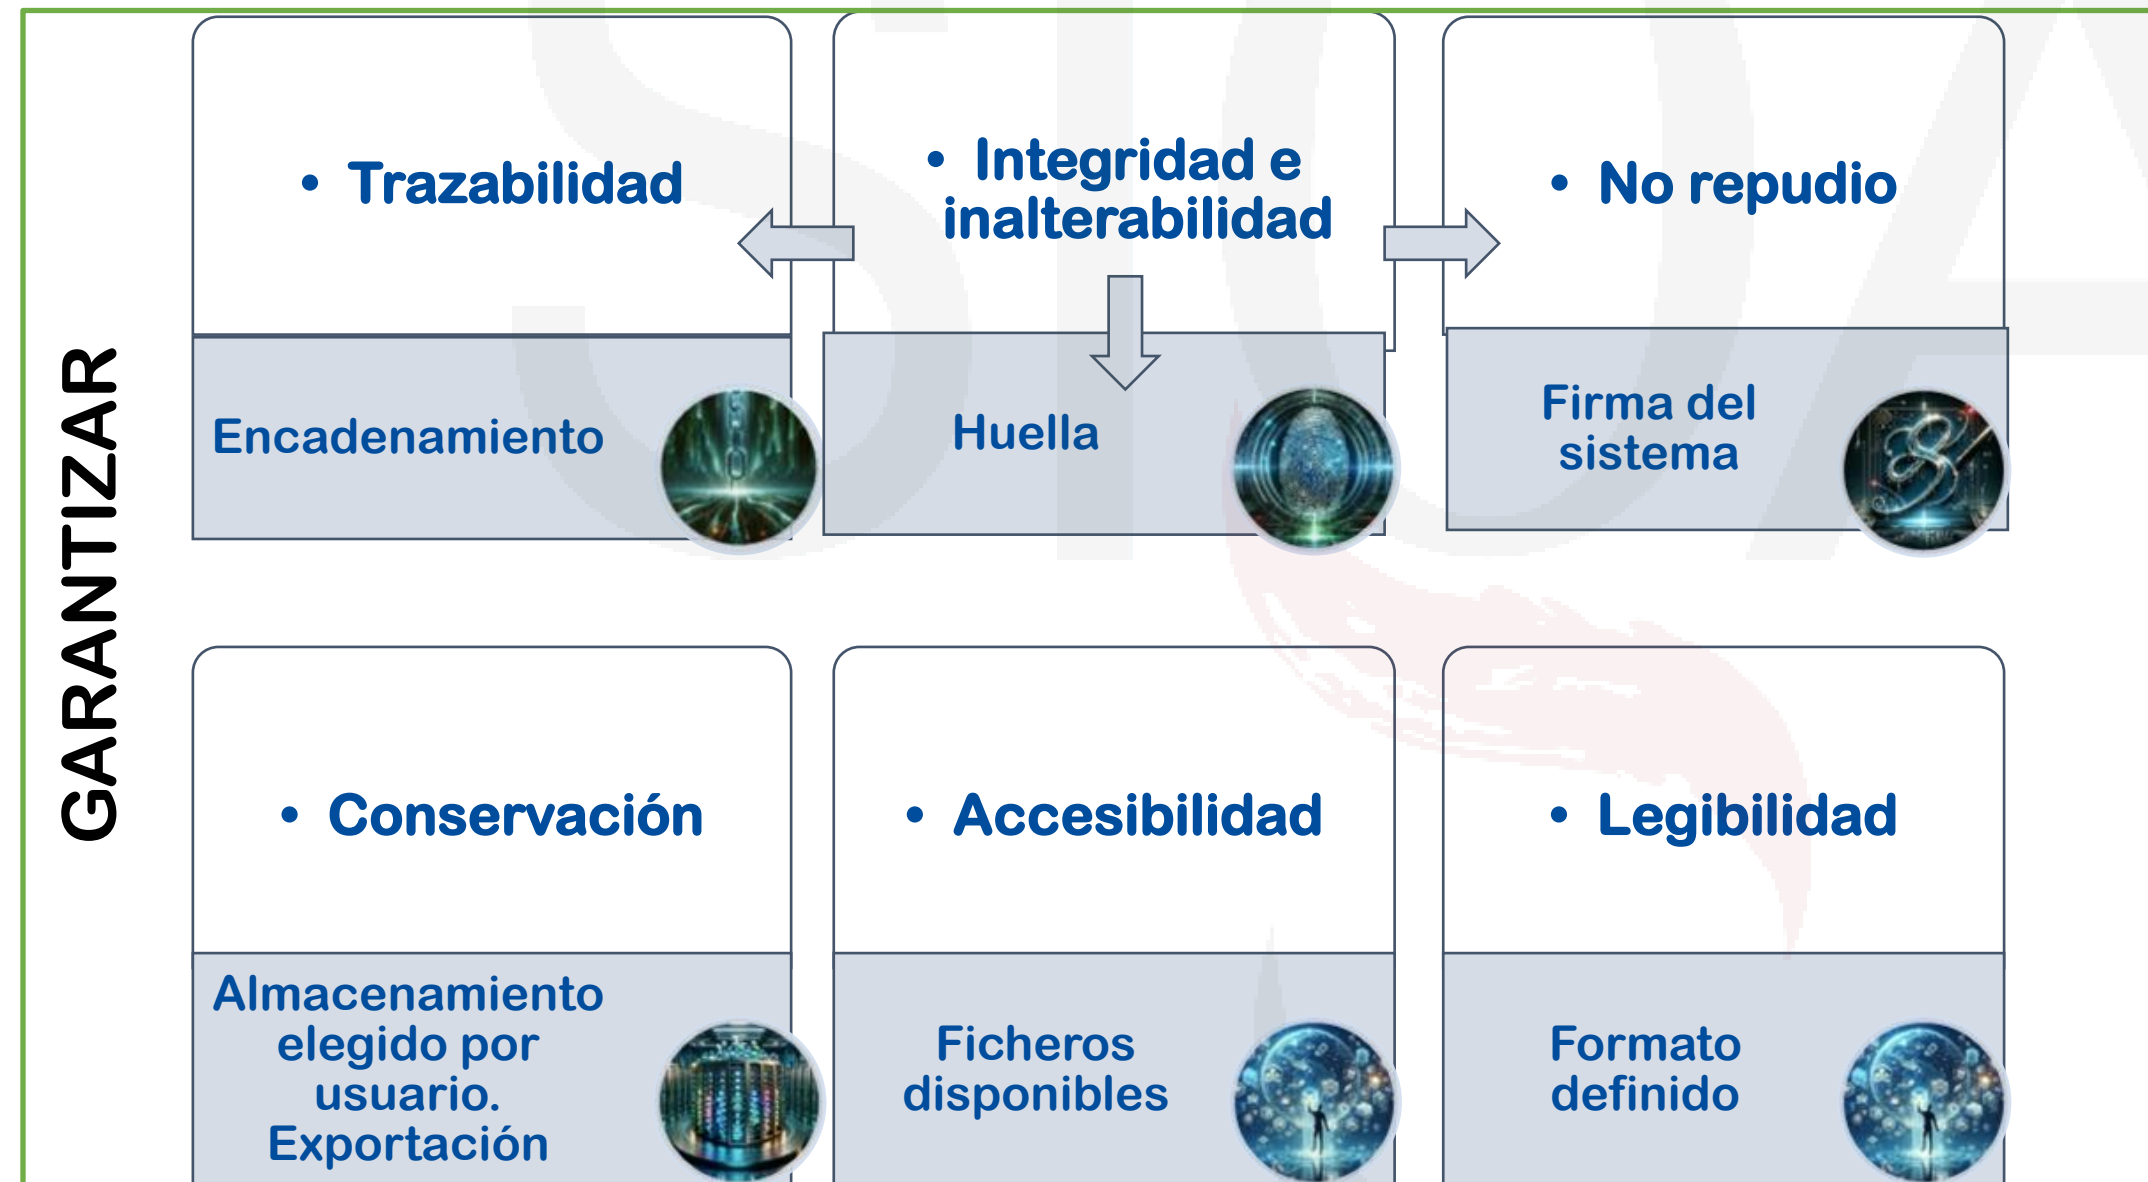 GARANTIZAR
• Trazabilidad
Encadenamiento
• Integridad e
inalterabilidad
Huella
• No repudio
Firma del
sistema
• Conservación
Almacenamiento
elegido por
usuario.
Exportación
• Accesibilidad
Ficheros
disponibles
• Legibilidad
Formato
definido